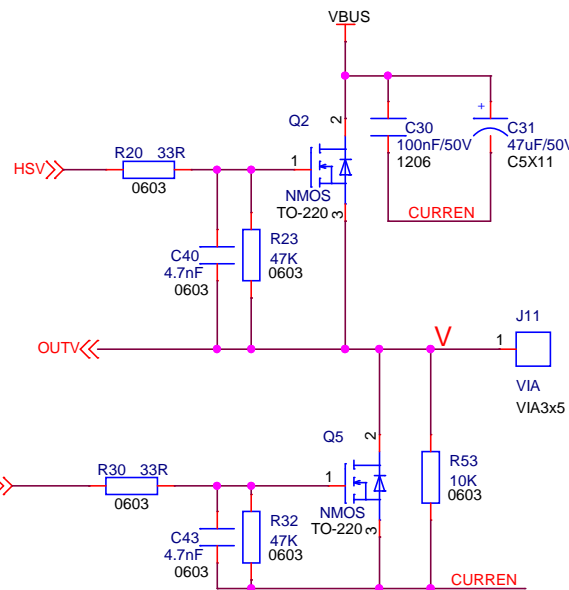 VBUS
Q2
2
C30
100nF/50V
1206
+
C31
47uF/50V
C5X11
HSV
R20 33R
0603
1
NMOS
TO-220
3
CURREN
C40
4.7nF
0603
R23
47K
0603
OUTV
V
1
J11
VIA
VIA3x5
Q5
2
R30 33R
0603
1
NMOS
TO-220
3
R53
10K
0603
C43
4.7nF
0603
R32
47K
0603
CURREN